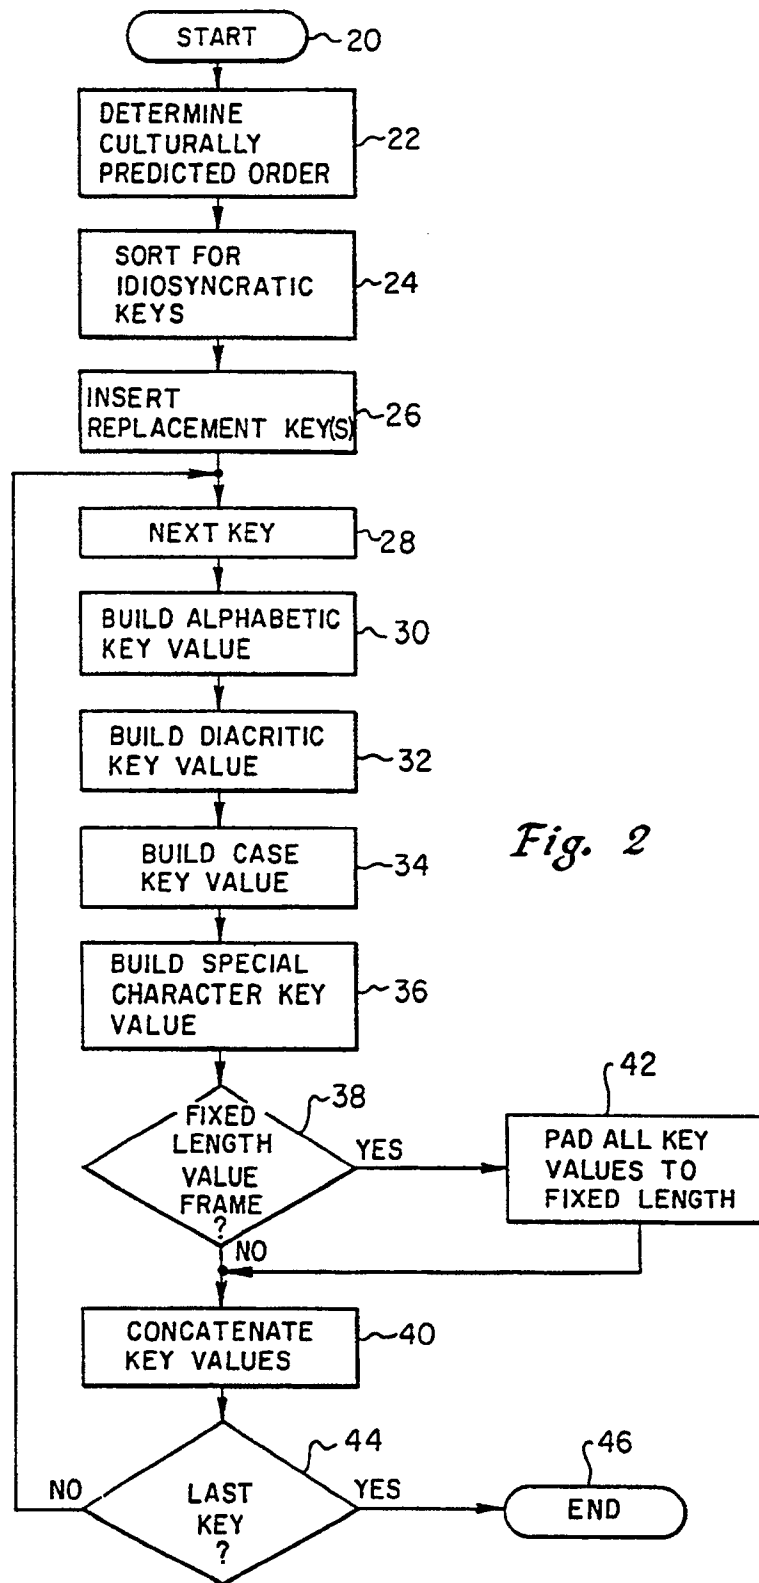 START
20
DETERMINE
CULTURALLY
PREDICTED ORDER
22
SORT FOR
IDIOSYNCRATIC
KEYS
24
INSERT
REPLACEMENT KEY(S)
26
NEXT KEY
28
BUILD ALPHABETIC
KEY VALUE
30
BUILD DIACRITIC
KEY VALUE
32
BUILD CASE
KEY VALUE
34
Fig. 2
BUILD SPECIAL
CHARACTER KEY
VALUE
36
FIXED
LENGTH
VALUE
FRAME
?
38
YES
NO
42
PAD ALL KEY
VALUES TO
FIXED LENGTH
CONCATENATE
KEY VALUES
40
LAST
KEY
?
44
NO
YES
46
END